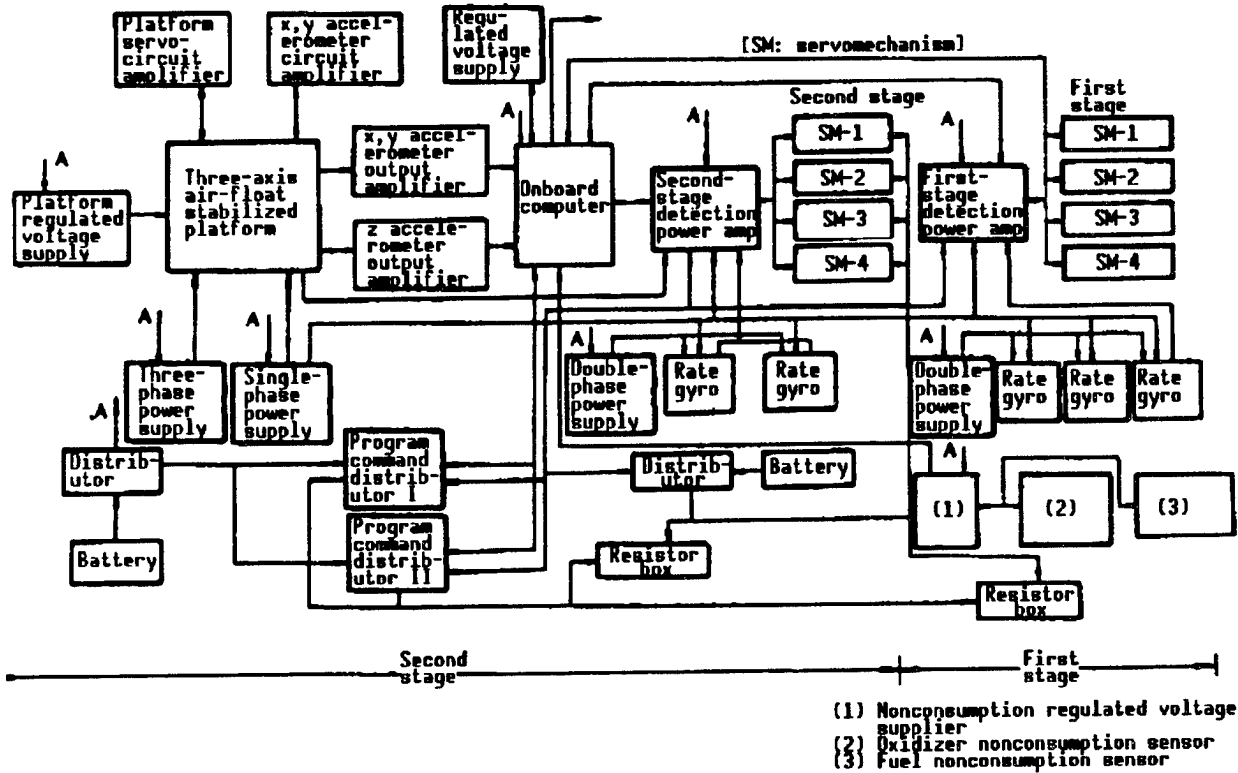 Platform
servo-
circuit
amplifier
x,y accel-
erometer
circuit
amplifier
Regu-
lated
voltage
supply
[SM: servomechanism]
A
Platform
regulated
voltage
supply
Three-axis
air-float
stabilized
platform
x,y accel-
erometer
output
amplifier
z accele-
rometer
output
amplifier
A
Onboard
computer
A
Second-
stage
detection
power amp
Second stage
SM-1
SM-2
SM-3
SM-4
A
First-
stage
detection
power amp
First
stage
SM-1
SM-2
SM-3
SM-4
A
Three-
phase
power
supply
A
Single-
phase
power
supply
A
Double-
phase
power
supply
Rate
gyro
Rate
gyro
A
Double-
phase
power
supply
Rate
gyro
Rate
gyro
Rate
gyro
A
Distrib-
utor
Battery
Program
command
distrib-
utor I
Program
command
distrib-
utor II
Distrib-
utor
Battery
Resistor
box
A
(1)
(2)
(3)
Resistor
box
Second
stage
First
stage
(1) Nonconsumption regulated voltage
supplier
(2) Oxidizer nonconsumption sensor
(3) Fuel nonconsumption sensor